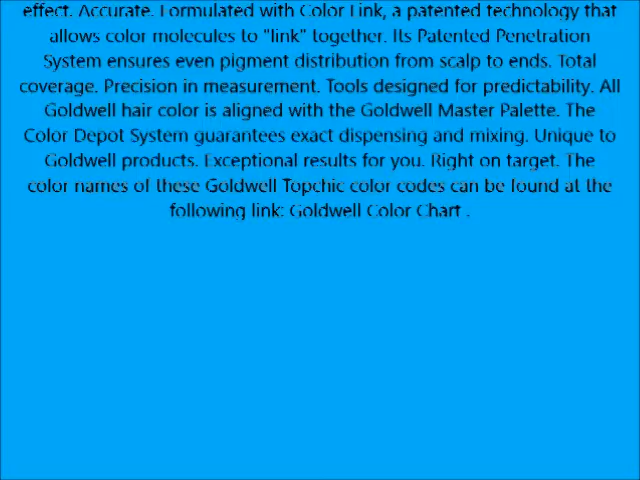 effect. Accurate. Formulated with Color Link, a patented technology that
allows color molecules to "link" together. Its Patented Penetration
System ensures even pigment distribution from scalp to ends. Total
coverage. Precision in measurement. Tools designed for predictability. All
Goldwell hair color is aligned with the Goldwell Master Palette. The
Color Depot System guarantees exact dispensing and mixing. Unique to
Goldwell products. Exceptional results for you. Right on target. The
color names of these Goldwell Topchic color codes can be found at the
following link: Goldwell Color Chart .